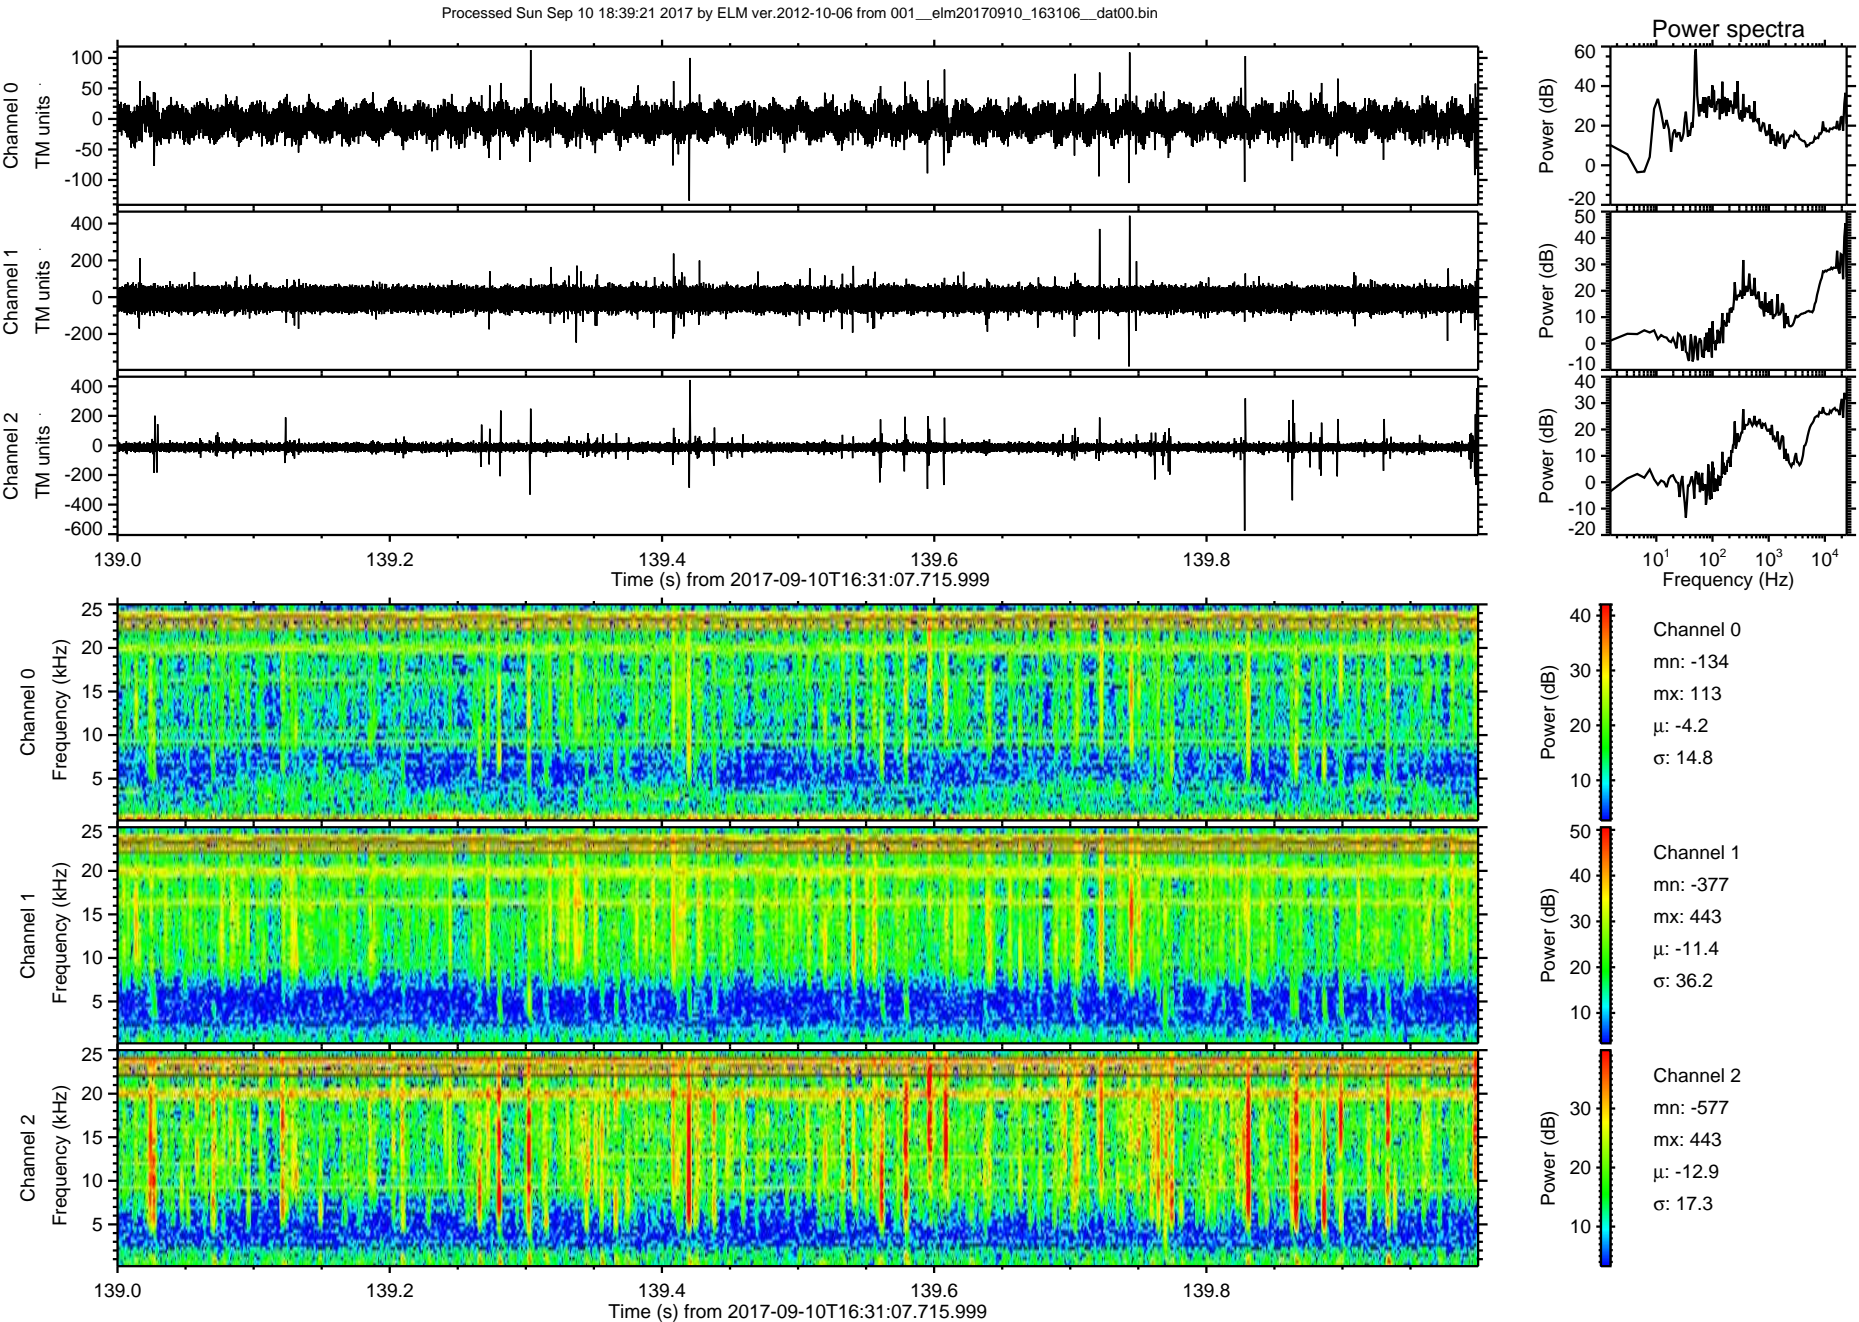 Processed Sun Sep 10 18:39:21 2017 by ELM ver.2012-10-06 from 001__elm20170910_163106__dat00.bin
Power spectra
Channel 0
TM units
100
50
0
-50
-100
Power (dB)
60
40
20
0
-20
Channel 1
TM units
400
200
0
-200
Power (dB)
50
40
30
20
10
0
-10
Channel 2
TM units
400
200
0
-200
-400
-600
Power (dB)
40
30
20
10
0
-10
-20
139.0 139.2 139.4 139.6 139.8
Time (s) from 2017-09-10T16:31:07.715.999
10¹ 10² 10³ 10⁴
Frequency (Hz)
Channel 0
Frequency (kHz)
25
20
15
10
5
Power (dB)
40
30
20
10
Channel 0
mn: -134
mx: 113
μ: -4.2
σ: 14.8
Channel 1
Frequency (kHz)
25
20
15
10
5
Power (dB)
50
40
30
20
10
Channel 1
mn: -377
mx: 443
μ: -11.4
σ: 36.2
Channel 2
Frequency (kHz)
25
20
15
10
5
Power (dB)
30
20
10
Channel 2
mn: -577
mx: 443
μ: -12.9
σ: 17.3
139.0 139.2 139.4 139.6 139.8
Time (s) from 2017-09-10T16:31:07.715.999